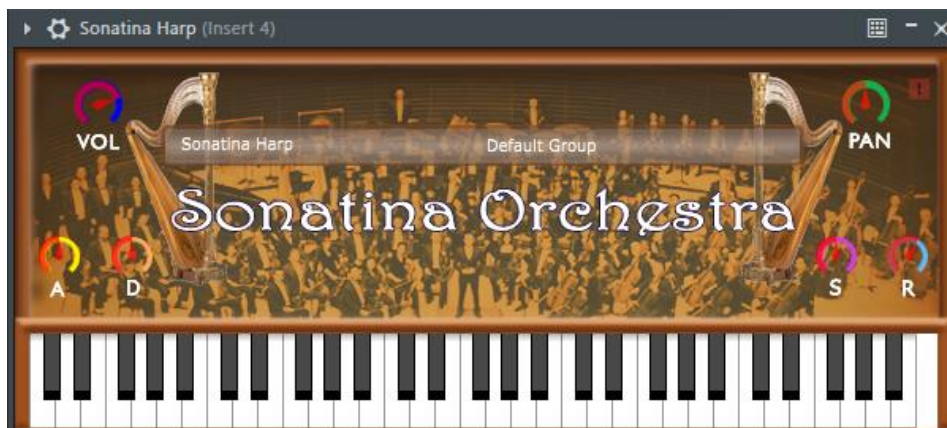 Sonatina Harp (Insert 4)
VOL
PAN
!
Sonatina Harp Default Group
Sonatina Orchestra
A D S R